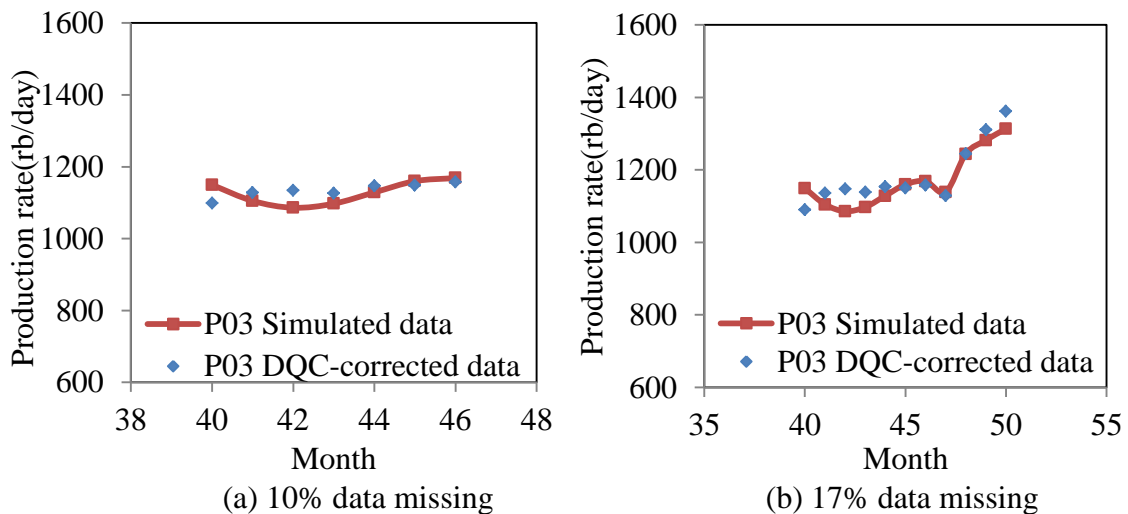 Production rate(rb/day)
1600
1400
1200
1000
800
600
P03 Simulated data
P03 DQC-corrected data
38 40 42 44 46 48
Month
(a) 10% data missing
Production rate(rb/day)
1600
1400
1200
1000
800
600
P03 Simulated data
P03 DQC-corrected data
35 40 45 50 55
Month
(b) 17% data missing